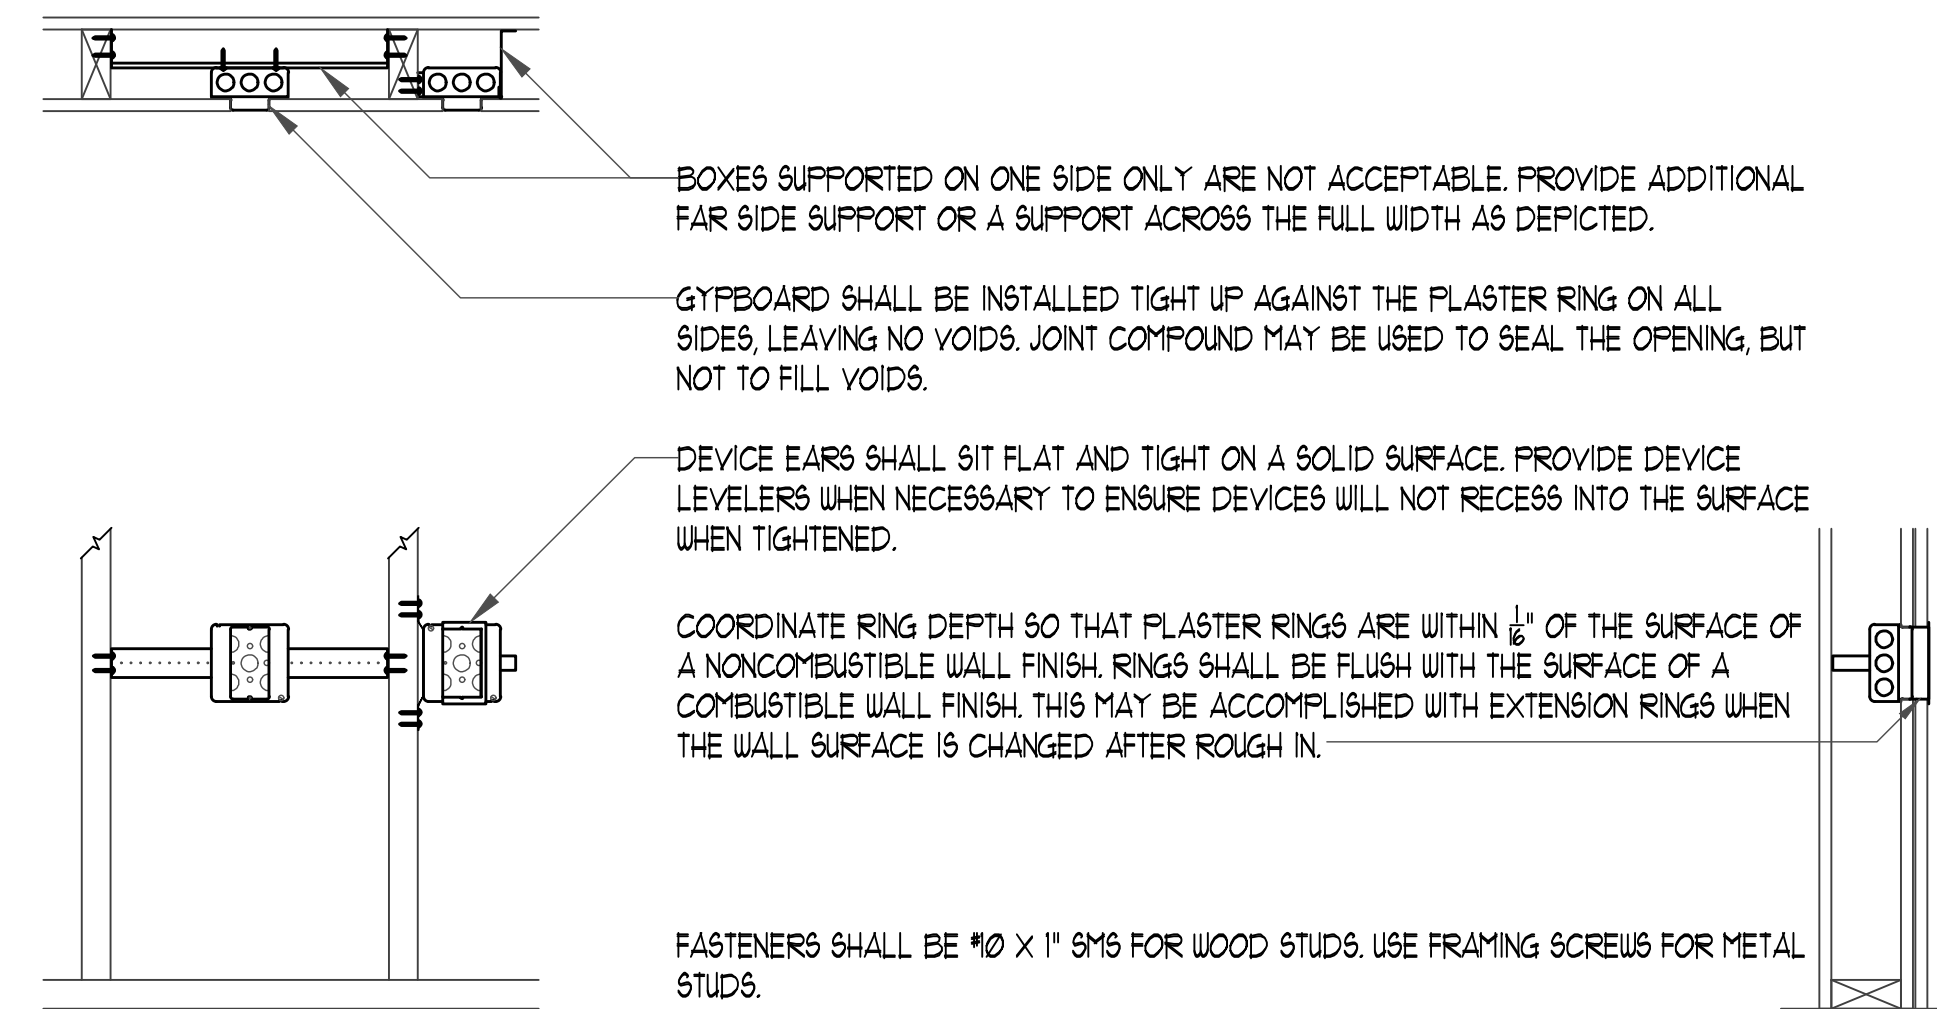 BOXES SUPPORTED ON ONE SIDE ONLY ARE NOT ACCEPTABLE. PROVIDE ADDITIONAL
FAR SIDE SUPPORT OR A SUPPORT ACROSS THE FULL WIDTH AS DEPICTED.
GYPBOARD SHALL BE INSTALLED TIGHT UP AGAINST THE PLASTER RING ON ALL
SIDES, LEAVING NO VOIDS. JOINT COMPOUND MAY BE USED TO SEAL THE OPENING, BUT
NOT TO FILL VOIDS.
DEVICE EARS SHALL SIT FLAT AND TIGHT ON A SOLID SURFACE. PROVIDE DEVICE
LEVELERS WHEN NECESSARY TO ENSURE DEVICES WILL NOT RECESS INTO THE SURFACE
WHEN TIGHTENED.
COORDINATE RING DEPTH SO THAT PLASTER RINGS ARE WITHIN 1/16" OF THE SURFACE OF
A NONCOMBUSTIBLE WALL FINISH. RINGS SHALL BE FLUSH WITH THE SURFACE OF A
COMBUSTIBLE WALL FINISH. THIS MAY BE ACCOMPLISHED WITH EXTENSION RINGS WHEN
THE WALL SURFACE IS CHANGED AFTER ROUGH IN.
FASTENERS SHALL BE #10 X 1" SMS FOR WOOD STUDS. USE FRAMING SCREWS FOR METAL
STUDS.